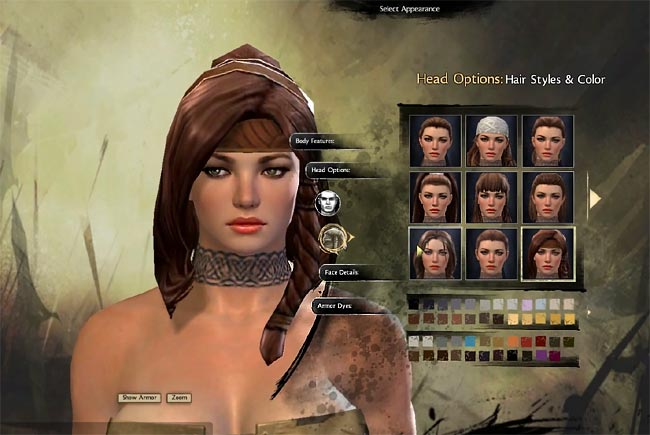 Select Appearance
Head Options: Hair Styles & Color
Body Features:
Head Options:
Face Details:
Armor Dyes:
Show Armor
Zoom